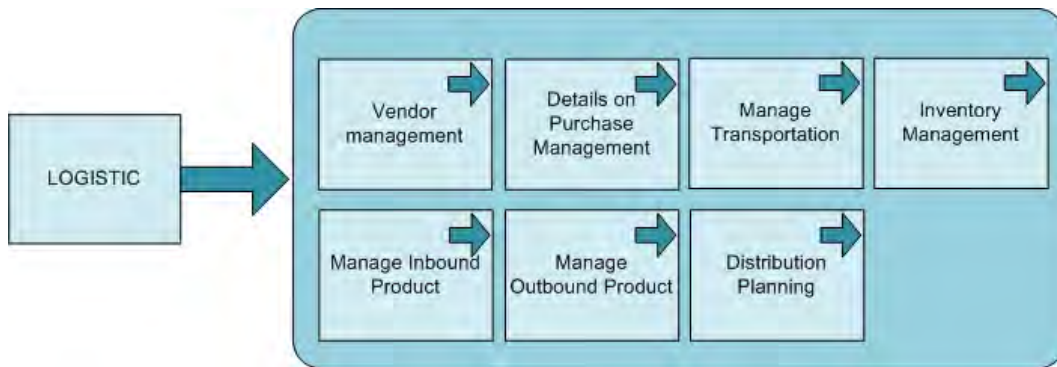 LOGISTIC
Vendor
management
Details on
Purchase
Management
Manage
Transportation
Inventory
Management
Manage Inbound
Product
Manage
Outbound Product
Distribution
Planning